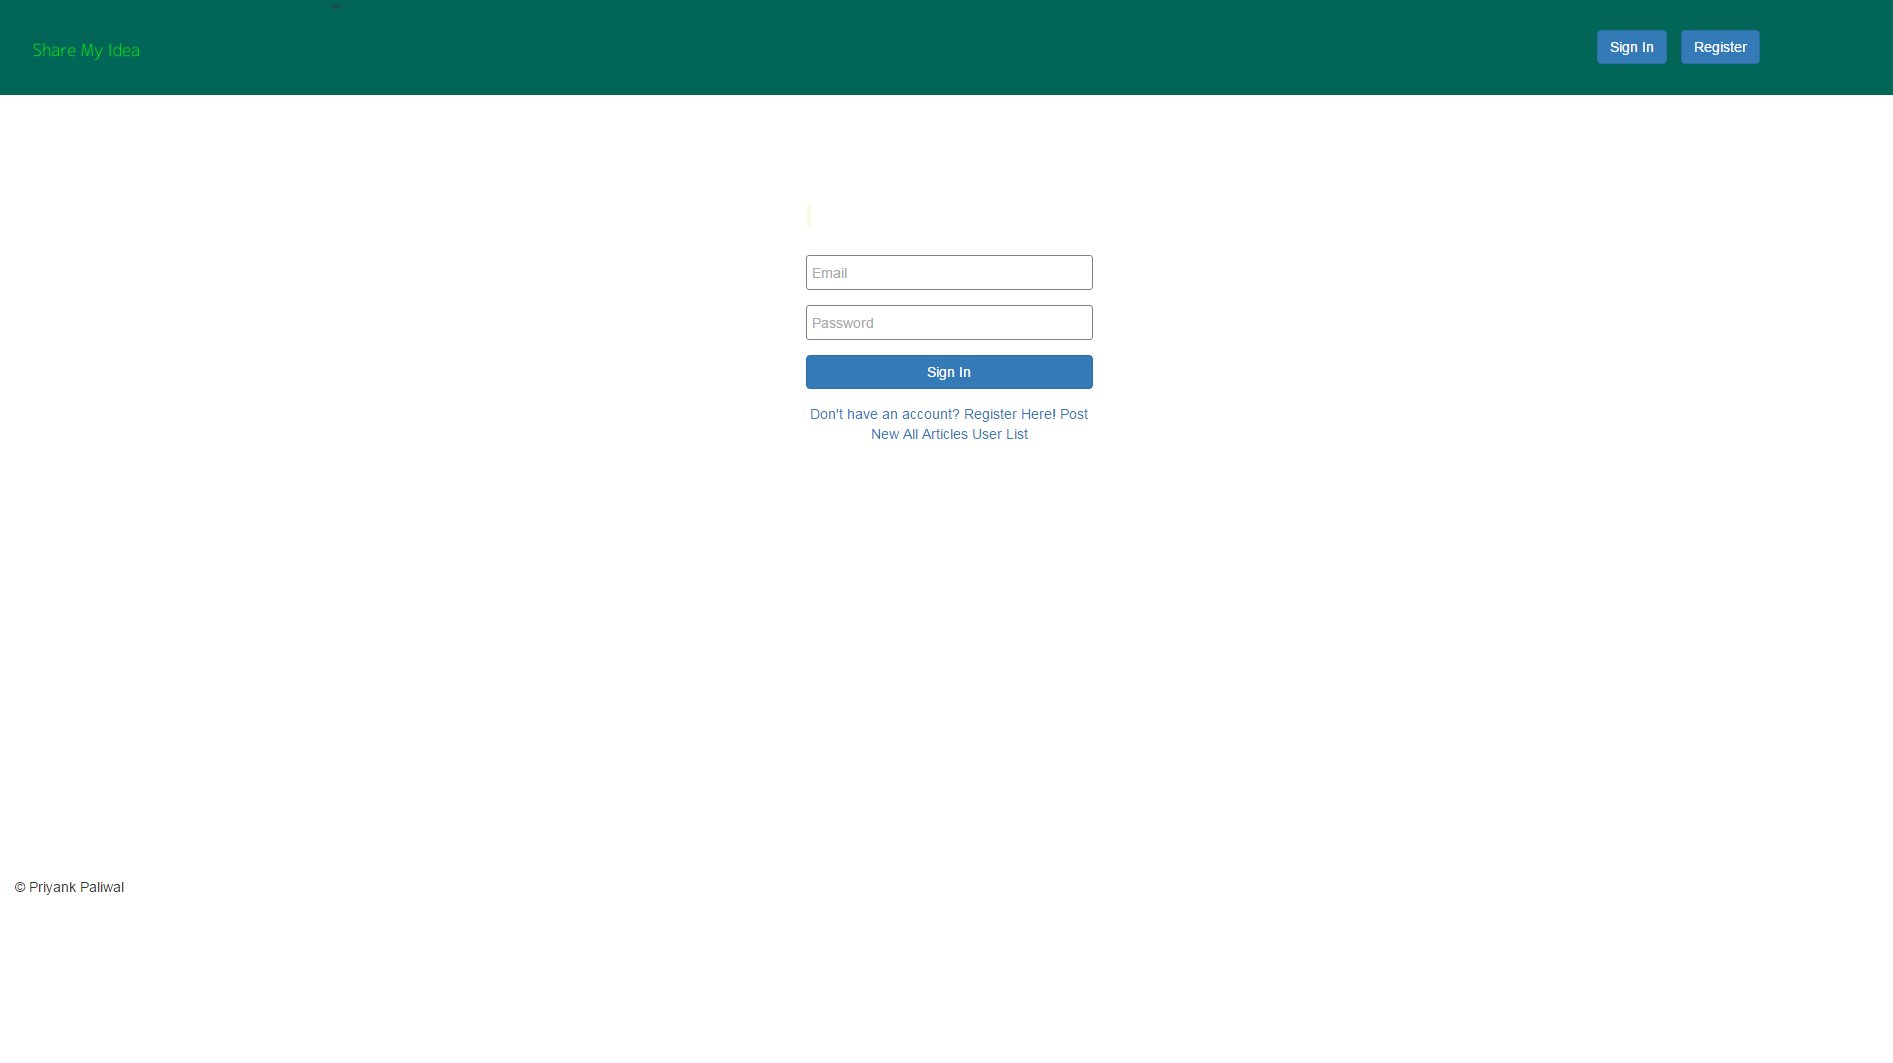 ""
Share My Idea
Sign In
Register
Email
Password
Sign In
Don't have an account? Register Here! Post
New All Articles User List
© Priyank Paliwal